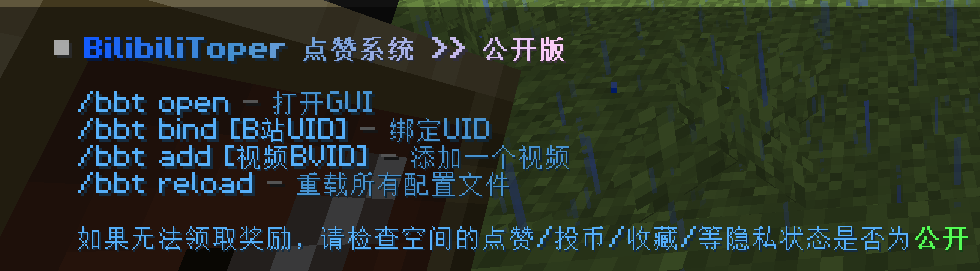 BilibiliToper 点赞系统 >> 公开版
/bbt open - 打开GUI
/bbt bind [B站UID] - 绑定UID
/bbt add [视频BVID] - 添加一个视频
/bbt reload - 重载所有配置文件
如果无法领取奖励，请检查空间的点赞/投币/收藏/等隐私状态是否为公开